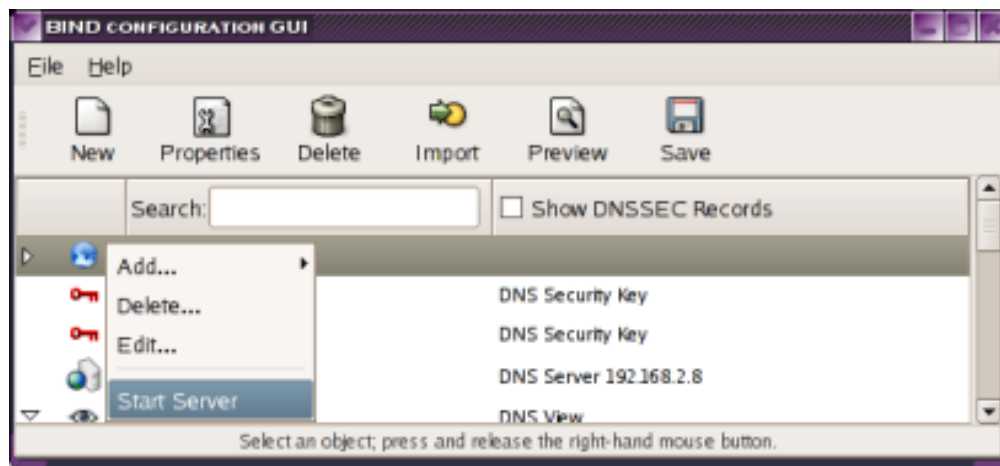 BIND CONFIGURATION GUI
File Help
New Properties Delete Import Preview Save
Search: Show DNSSEC Records
Add...
Delete... DNS Security Key
Edit... DNS Security Key
DNS Server 192.168.2.8
Start Server DNS View
Select an object; press and release the right-hand mouse button.